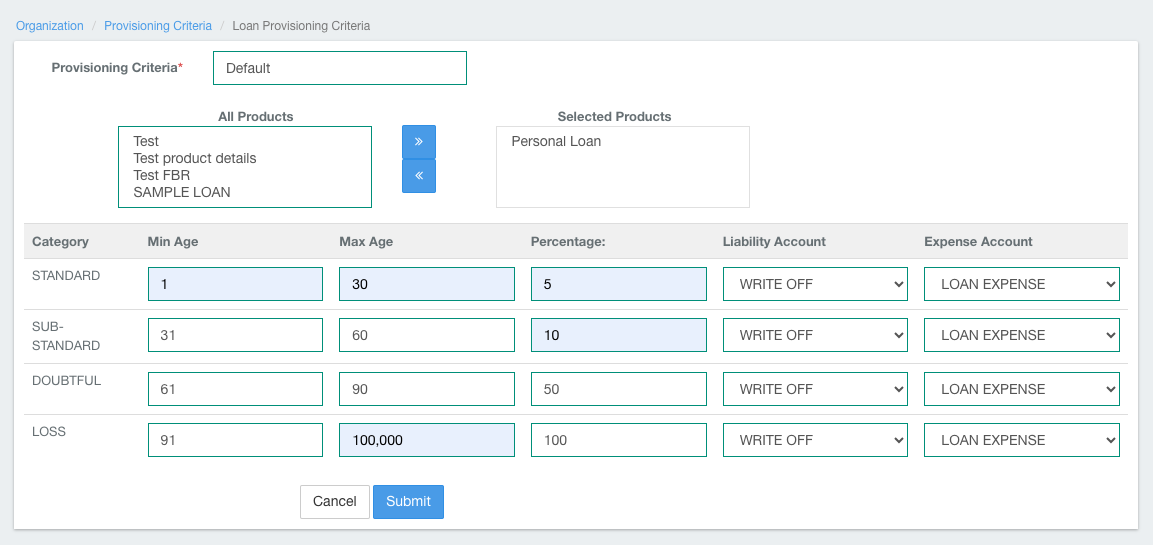 Organization / Provisioning Criteria / Loan Provisioning Criteria
Provisioning Criteria* Default
All Products Selected Products
Test » Personal Loan
Test product details
Test FBR «
SAMPLE LOAN
Category Min Age Max Age Percentage: Liability Account Expense Account
STANDARD 1 30 5 WRITE OFF LOAN EXPENSE
SUB-
STANDARD 31 60 10 WRITE OFF LOAN EXPENSE
DOUBTFUL 61 90 50 WRITE OFF LOAN EXPENSE
LOSS 91 100,000 100 WRITE OFF LOAN EXPENSE
Cancel Submit